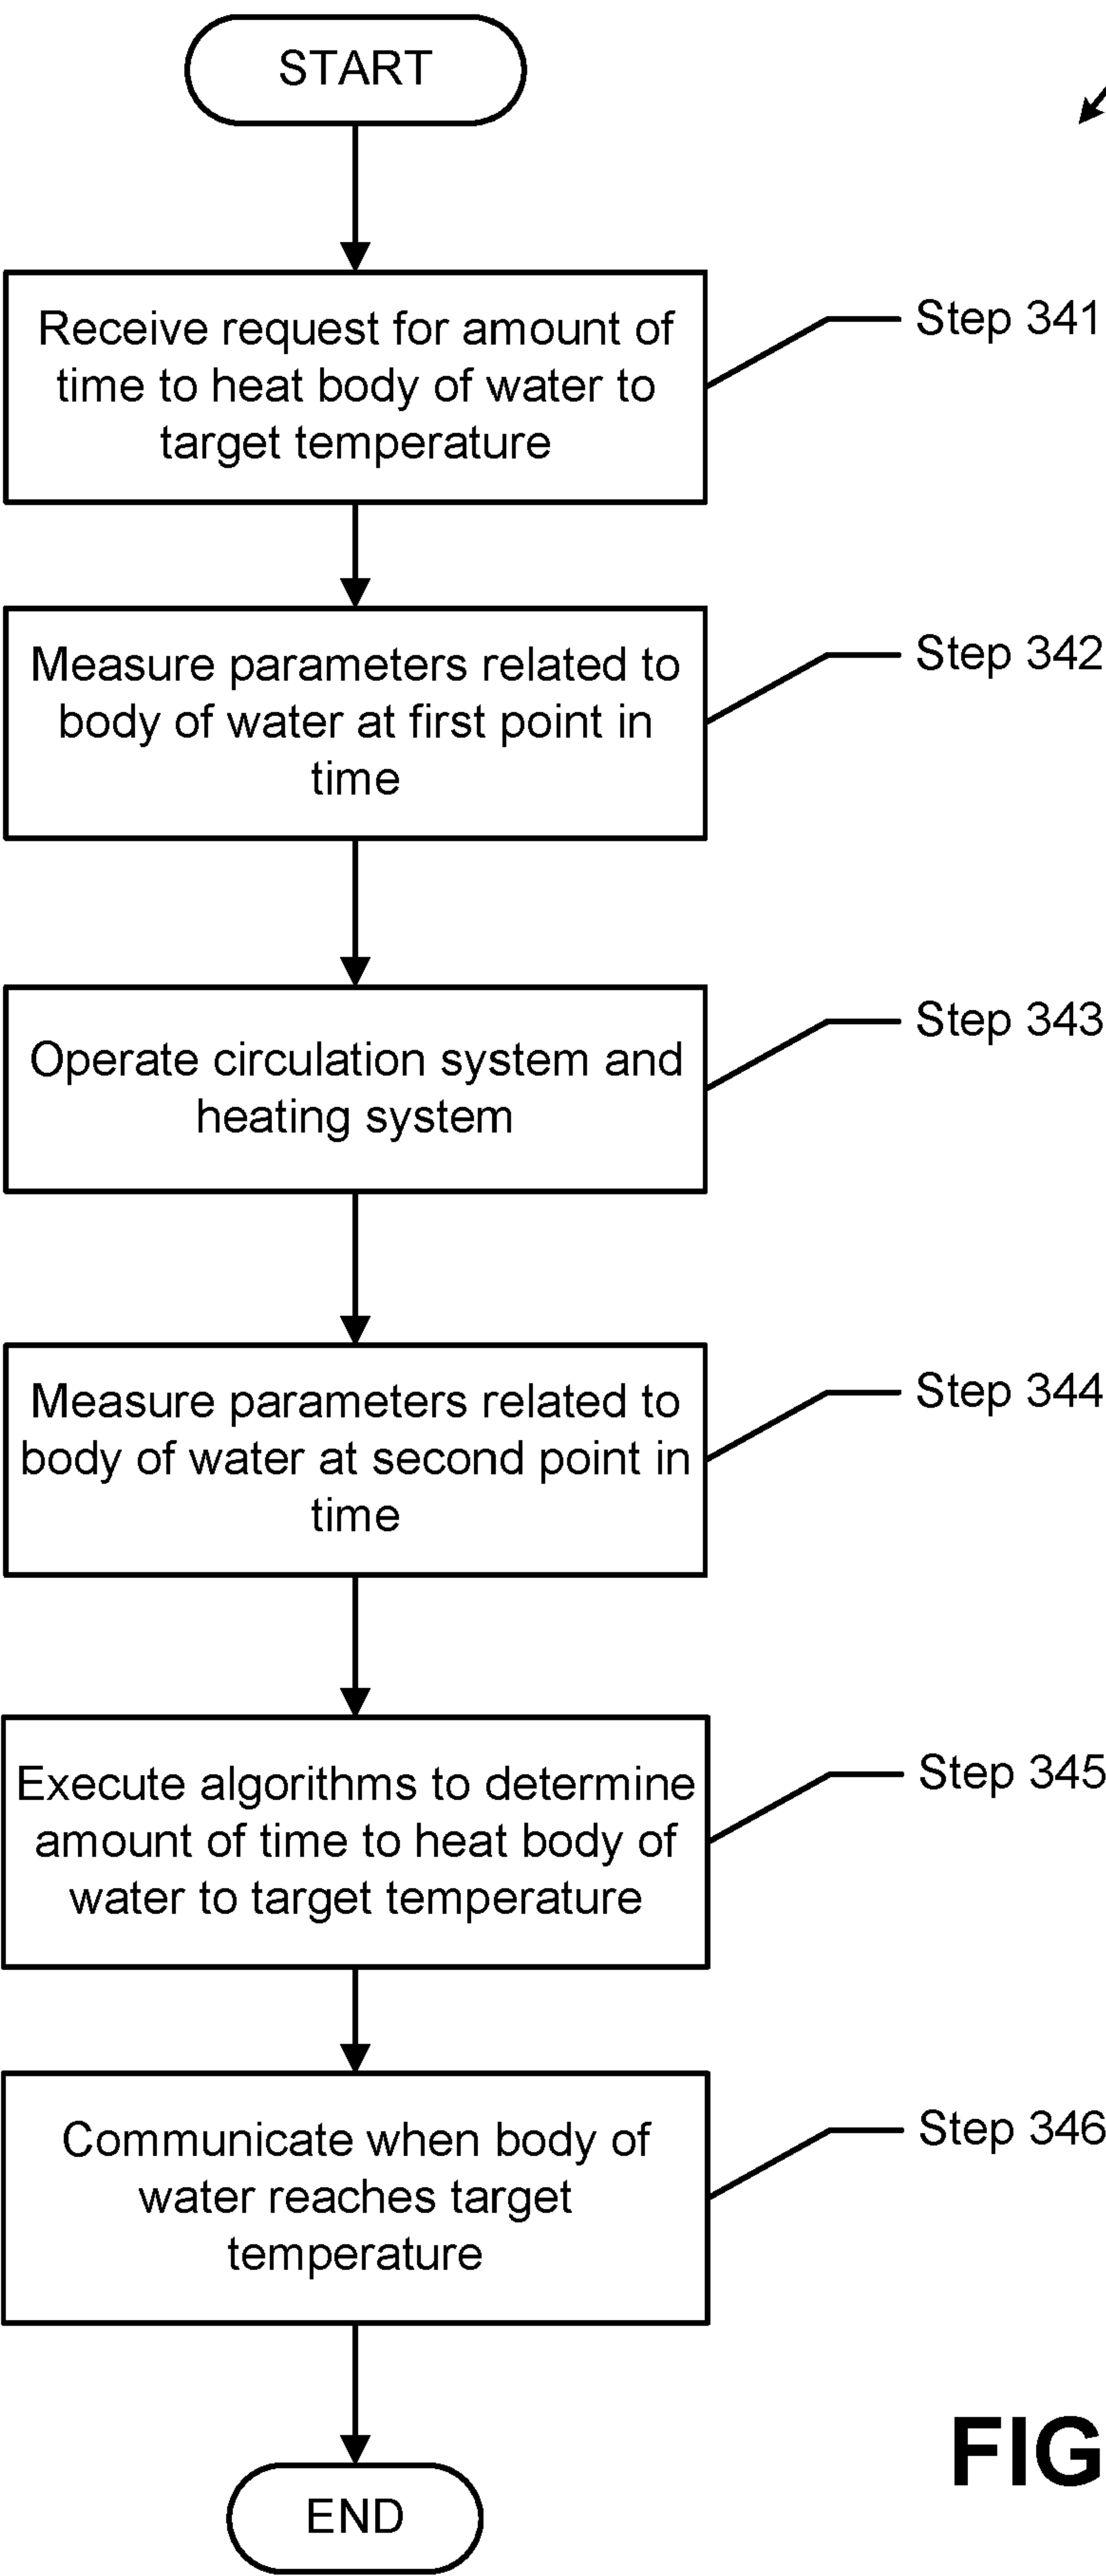 START
Receive request for amount of
time to heat body of water to
target temperature
Step 341
Measure parameters related to
body of water at first point in
time
Step 342
Operate circulation system and
heating system
Step 343
Measure parameters related to
body of water at second point in
time
Step 344
Execute algorithms to determine
amount of time to heat body of
water to target temperature
Step 345
Communicate when body of
water reaches target
temperature
Step 346
END
FIG